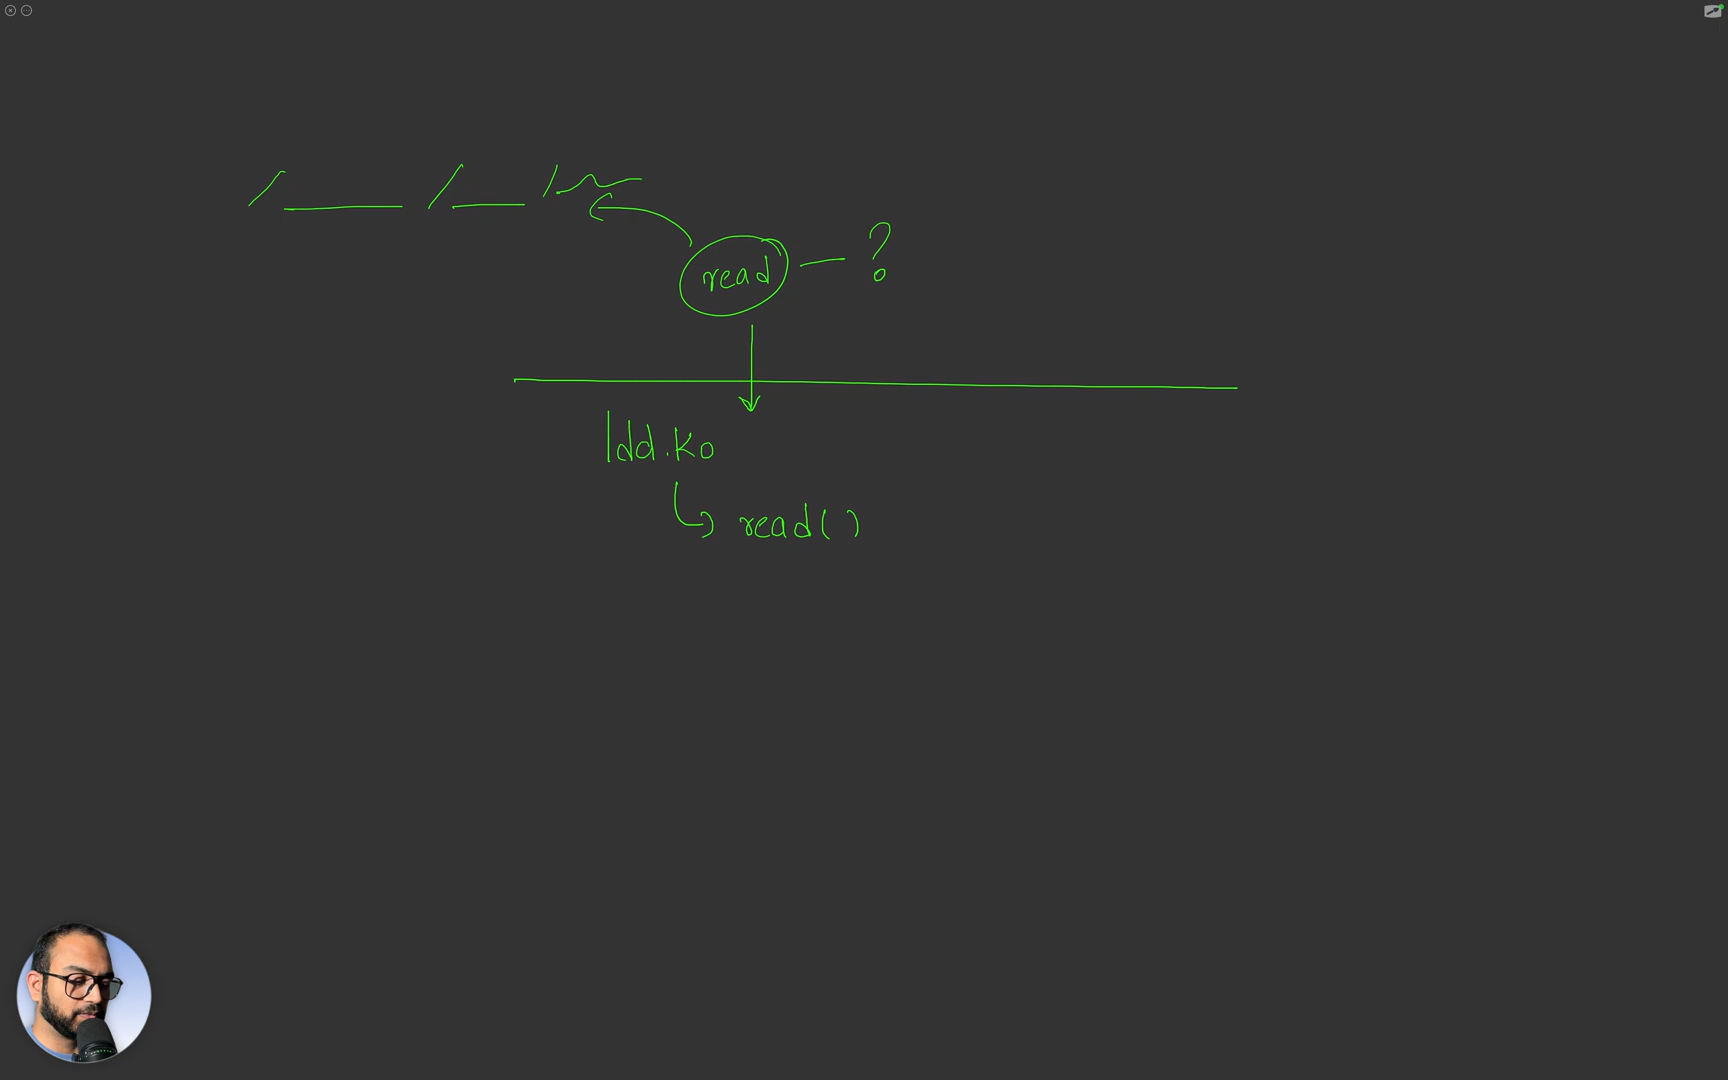 read — ?
ldd.ko
read()